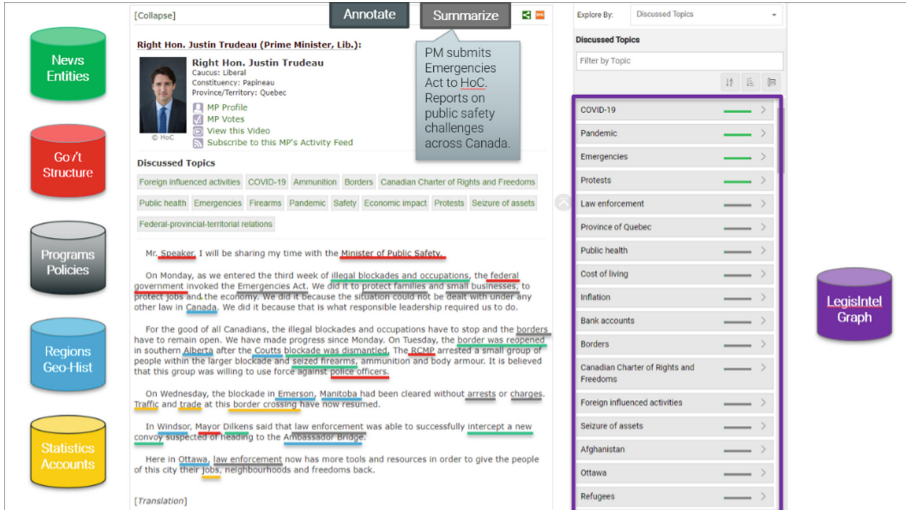 [Collapse]
Annotate
Summarize
Right Hon. Justin Trudeau (Prime Minister, Lib.):
Right Hon. Justin Trudeau
Caucus: Liberal
Constituency: Papineau
Province/Territory: Quebec
MP Profile
MP Votes
View this Video
Subscribe to this MP's Activity Feed
© HoC
PM submits
Emergencies
Act to HoC.
Reports on
public safety
challenges
across Canada.
Discussed Topics
Foreign influenced activities COVID-19 Ammunition Borders Canadian Charter of Rights and Freedoms
Public health Emergencies Firearms Pandemic Safety Economic impact Protests Seizure of assets
Federal-provincial-territorial relations
Mr. Speaker, I will be sharing my time with the Minister of Public Safety.
On Monday, as we entered the third week of illegal blockades and occupations, the federal
government invoked the Emergencies Act. We did it to protect families and small businesses, to
protect jobs and the economy. We did it because the situation could not be dealt with under any
other law in Canada. We did it because that is what responsible leadership required us to do.
For the good of all Canadians, the illegal blockades and occupations have to stop and the borders
have to remain open. We have made progress since Monday. On Tuesday, the border was reopened
in southern Alberta after the Coutts blockade was dismantled. The RCMP arrested a small group of
people within the larger blockade and seized firearms, ammunition and body armour. It is believed
that this group was willing to use force against police officers.
On Wednesday, the blockade in Emerson, Manitoba had been cleared without arrests or charges.
Traffic and trade at this border crossing have now resumed.
In Windsor, Mayor Dilkens said that law enforcement was able to successfully intercept a new
convoy suspected of heading to the Ambassador Bridge.
Here in Ottawa, law enforcement now has more tools and resources in order to give the people
of this city their jobs, neighbourhoods and freedoms back.
[Translation]
News
Entities
Go/t
Structure
Programs
Policies
Regions
Geo-Hist
Statistics
Accounts
Explore By: Discussed Topics
Discussed Topics
Filter by Topic
COVID-19
Pandemic
Emergencies
Protests
Law enforcement
Province of Quebec
Public health
Cost of living
Inflation
Bank accounts
Borders
Canadian Charter of Rights and
Freedoms
Foreign influenced activities
Seizure of assets
Afghanistan
Ottawa
Refugees
LegisIntel
Graph